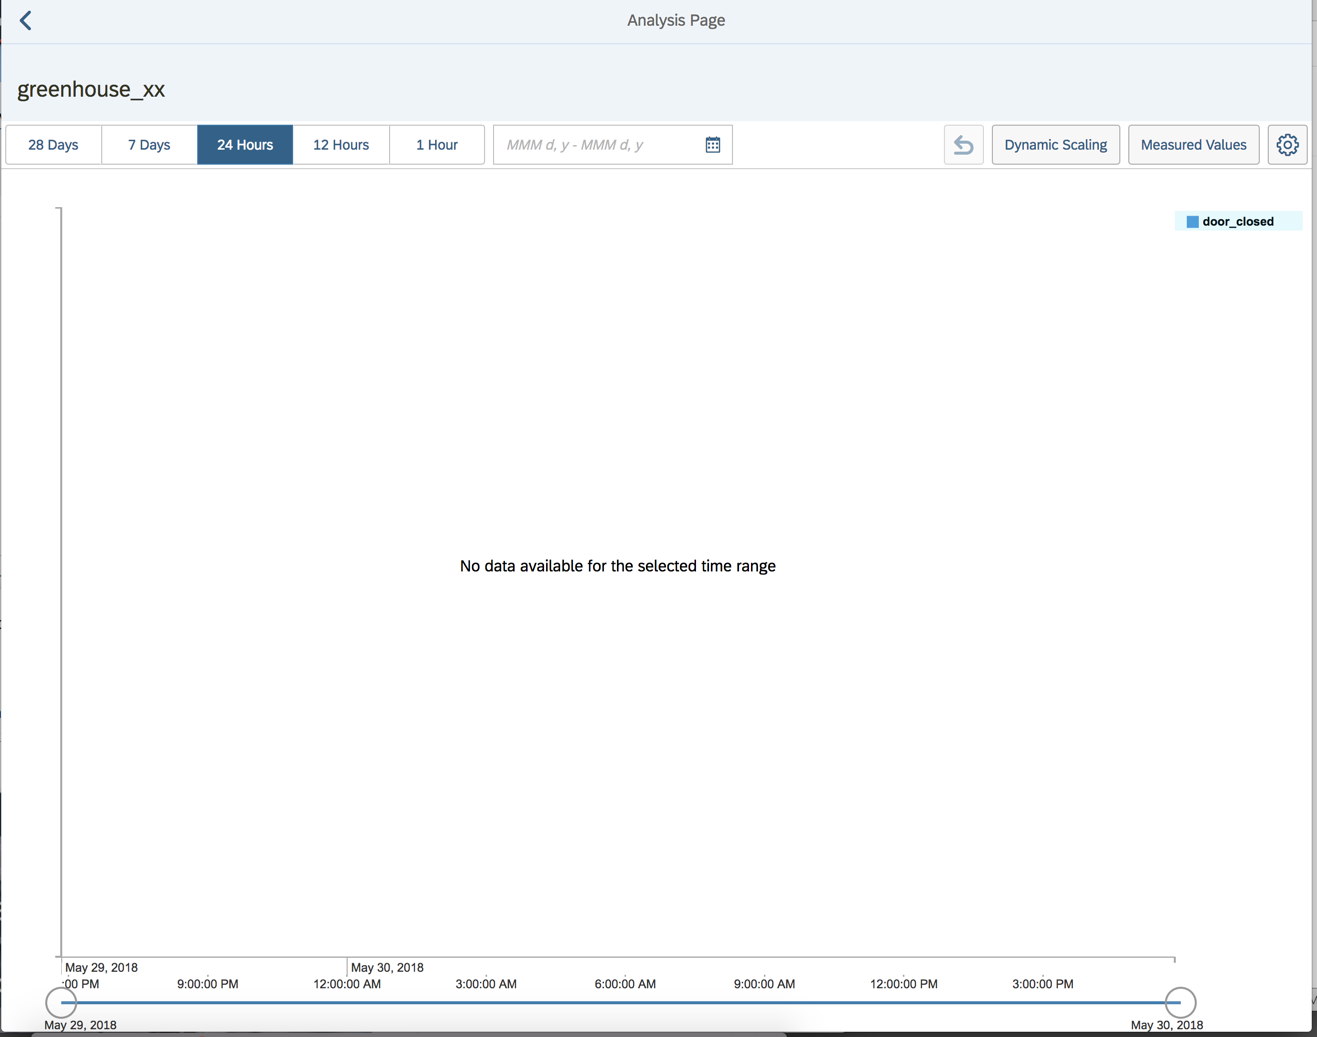 Analysis Page
greenhouse_xx
28 Days 7 Days 24 Hours 12 Hours 1 Hour MMM d, y - MMM d, y Dynamic Scaling Measured Values
door_closed
No data available for the selected time range
May 29, 2018 May 30, 2018
:00 PM 9:00:00 PM 12:00:00 AM 3:00:00 AM 6:00:00 AM 9:00:00 AM 12:00:00 PM 3:00:00 PM
May 29, 2018 May 30, 2018